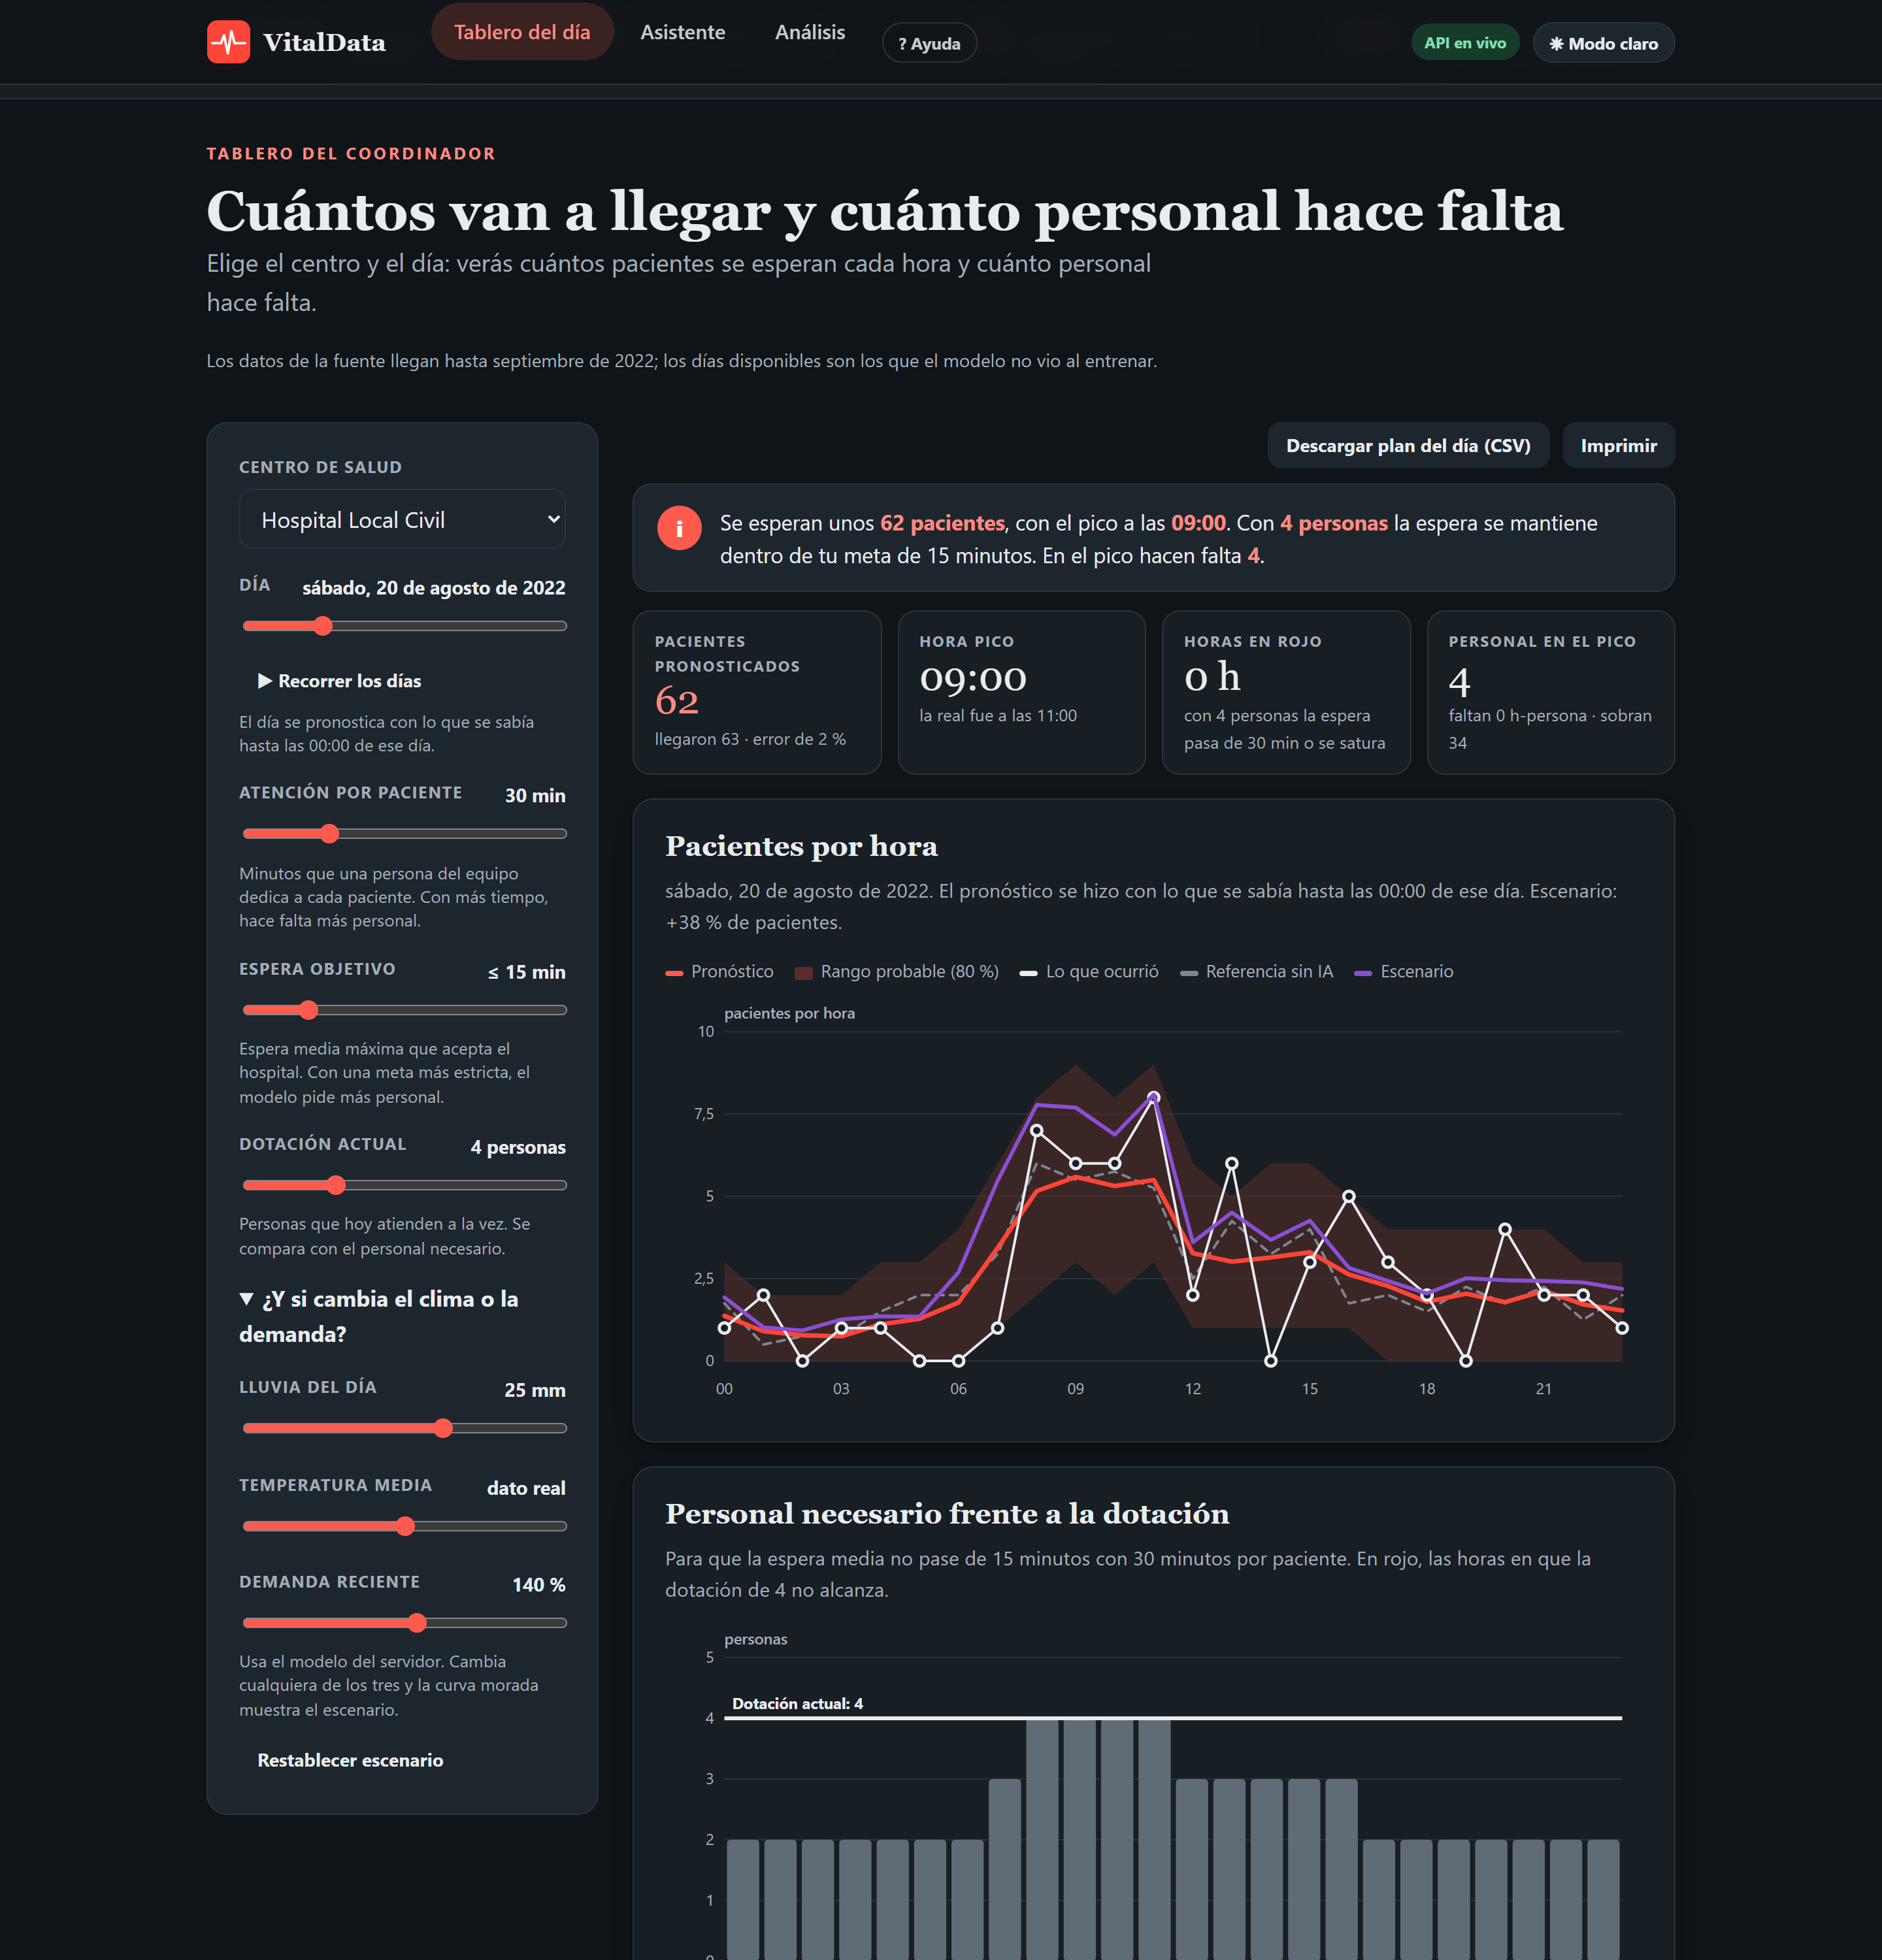 VitalData
Tablero del día
Asistente
Análisis
? Ayuda
API en vivo
Modo claro
TABLERO DEL COORDINADOR
Cuántos van a llegar y cuánto personal hace falta
Elige el centro y el día: verás cuántos pacientes se esperan cada hora y cuánto personal
hace falta.
Los datos de la fuente llegan hasta septiembre de 2022; los días disponibles son los que el modelo no vio al entrenar.
CENTRO DE SALUD
Hospital Local Civil
DÍA
sábado, 20 de agosto de 2022
▶ Recorrer los días
El día se pronostica con lo que se sabía
hasta las 00:00 de ese día.
ATENCIÓN POR PACIENTE
30 min
Minutos que una persona del equipo
dedica a cada paciente. Con más tiempo,
hace falta más personal.
ESPERA OBJETIVO
≤ 15 min
Espera media máxima que acepta el
hospital. Con una meta más estricta, el
modelo pide más personal.
DOTACIÓN ACTUAL
4 personas
Personas que hoy atienden a la vez. Se
compara con el personal necesario.
▼ ¿Y si cambia el clima o la
demanda?
LLUVIA DEL DÍA
25 mm
TEMPERATURA MEDIA
dato real
DEMANDA RECIENTE
140 %
Usa el modelo del servidor. Cambia
cualquiera de los tres y la curva morada
muestra el escenario.
Restablecer escenario
Descargar plan del día (CSV)
Imprimir
i
Se esperan unos 62 pacientes, con el pico a las 09:00. Con 4 personas la espera se mantiene
dentro de tu meta de 15 minutos. En el pico hacen falta 4.
PACIENTES
PRONOSTICADOS
62
llegaron 63 · error de 2 %
HORA PICO
09:00
la real fue a las 11:00
HORAS EN ROJO
0 h
con 4 personas la espera
pasa de 30 min o se satura
PERSONAL EN EL PICO
4
faltan 0 h-persona · sobran
34
Pacientes por hora
sábado, 20 de agosto de 2022. El pronóstico se hizo con lo que se sabía hasta las 00:00 de ese día. Escenario:
+38 % de pacientes.
Pronóstico
Rango probable (80 %)
Lo que ocurrió
Referencia sin IA
Escenario
pacientes por hora
10
7,5
5
2,5
0
00
03
06
09
12
15
18
21
Personal necesario frente a la dotación
Para que la espera media no pase de 15 minutos con 30 minutos por paciente. En rojo, las horas en que la
dotación de 4 no alcanza.
personas
5
Dotación actual: 4
4
3
2
1
0